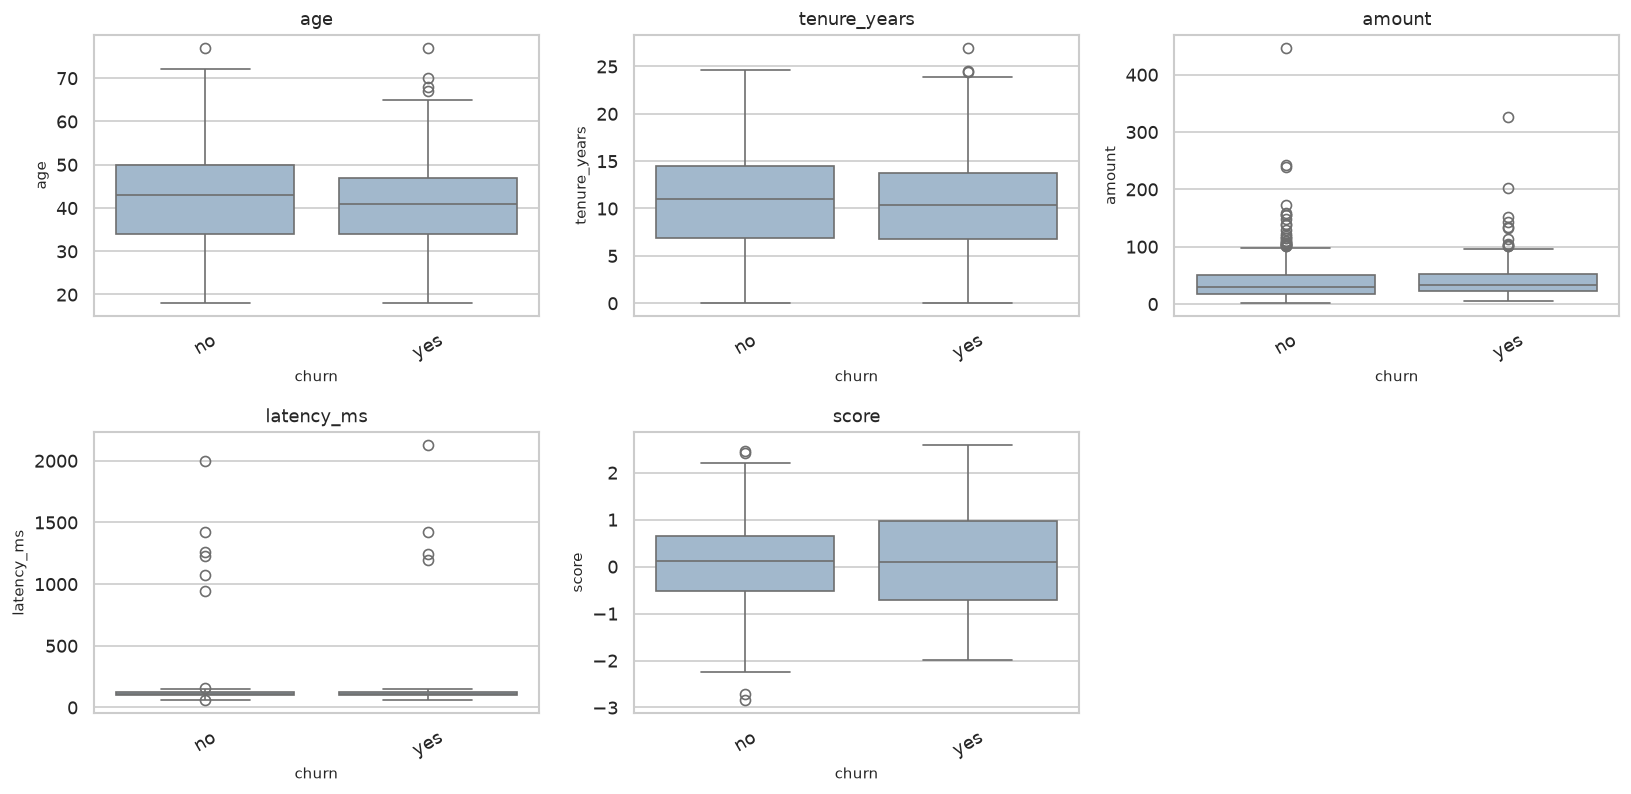 age
tenure_years
amount
70
60
50
40
30
20
age
no
yes
churn
25
20
15
10
5
0
tenure_years
no
yes
churn
400
300
200
100
0
amount
no
yes
churn
latency_ms
score
2000
1500
1000
500
0
latency_ms
no
yes
churn
2
1
0
−1
−2
−3
score
no
yes
churn